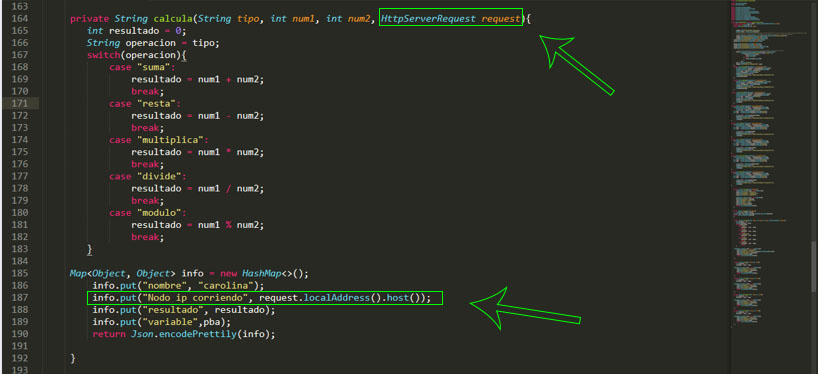 163
164 private String calcula(String tipo, int num1, int num2, HttpServerRequest request){
165 int resultado = 0;
166 String operacion = tipo;
167 switch(operacion){
168 case "suma":
169 resultado = num1 + num2;
170 break;
171 case "resta":
172 resultado = num1 - num2;
173 break;
174 case "multiplica":
175 resultado = num1 * num2;
176 break;
177 case "divide":
178 resultado = num1 / num2;
179 break;
180 case "modulo":
181 resultado = num1 % num2;
182 break;
183 }
184
185 Map<Object, Object> info = new HashMap<>();
186 info.put("nombre", "carolina");
187 info.put("Nodo ip corriendo", request.localAddress().host());
188 info.put("resultado", resultado);
189 info.put("variable",pba);
190 return Json.encodePrettily(info);
191
192 }